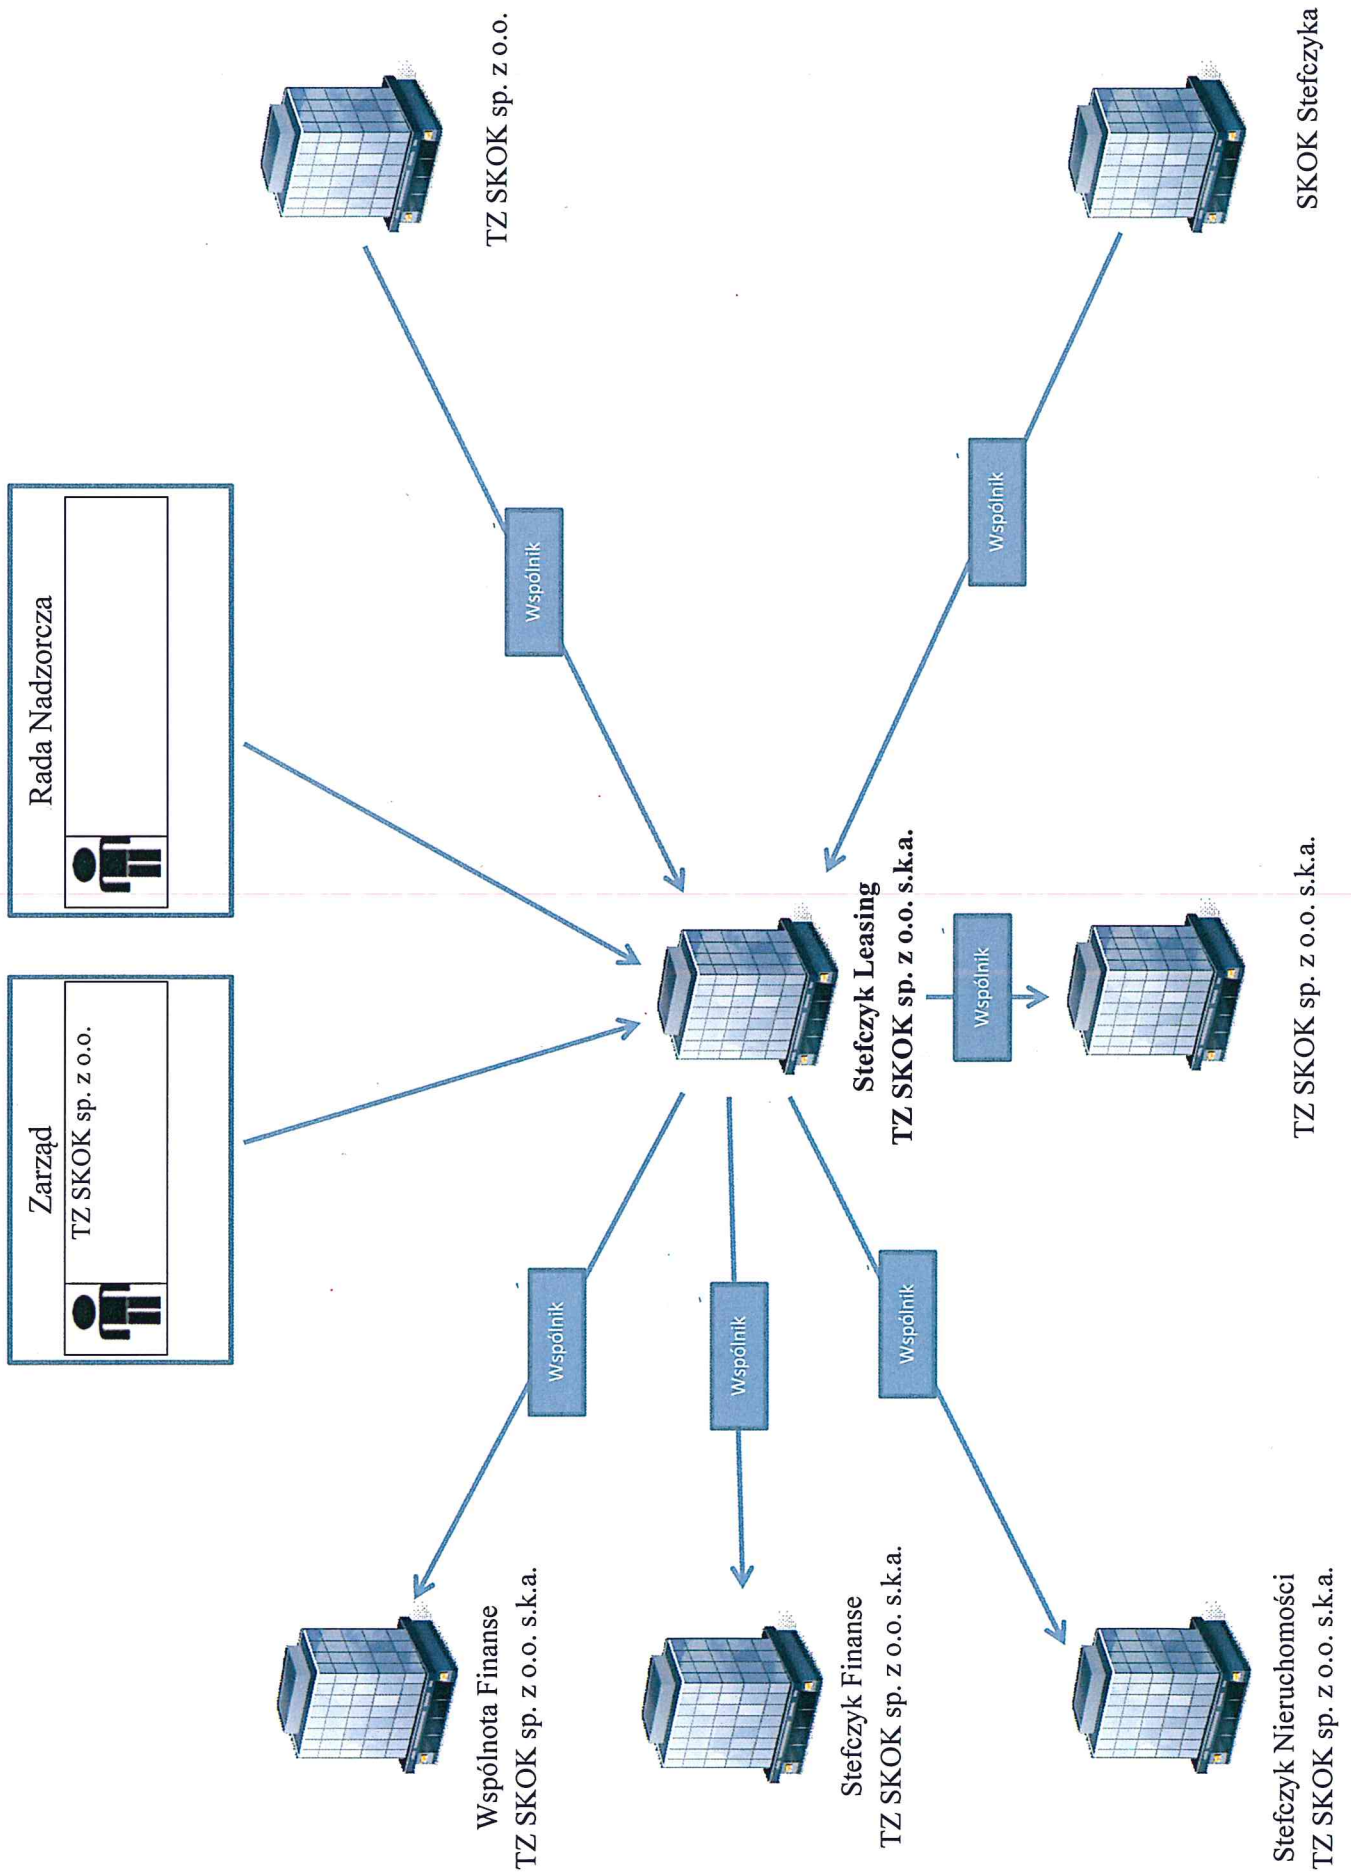 Zarząd
TZ SKOK sp. z o.o.
Rada Nadzorcza
Wspólnota Finanse
TZ SKOK sp. z o.o. s.k.a.
Wspólnik
Wspólnik
TZ SKOK sp. z o.o.
Stefczyk Finanse
TZ SKOK sp. z o.o. s.k.a.
Wspólnik
Stefczyk Leasing
TZ SKOK sp. z o.o. s.k.a.
Wspólnik
Wspólnik
Wspólnik
Stefczyk Nieruchomości
TZ SKOK sp. z o.o. s.k.a.
TZ SKOK sp. z o.o. s.k.a.
SKOK Stefczyka